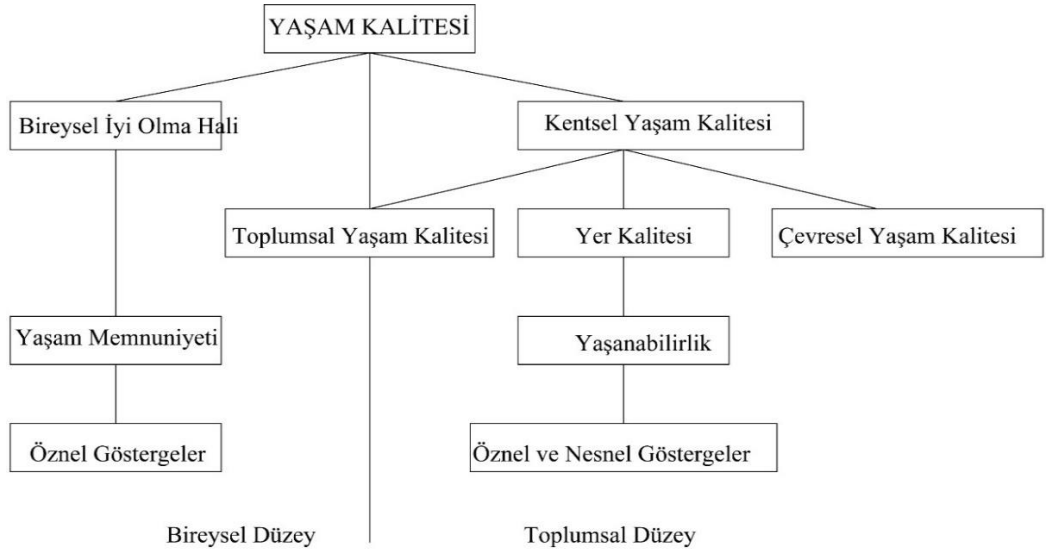 YAŞAM KALİTESİ
Bireysel İyi Olma Hali
Kentsel Yaşam Kalitesi
Toplumsal Yaşam Kalitesi
Yer Kalitesi
Çevresel Yaşam Kalitesi
Yaşam Memnuniyeti
Yaşanabilirlik
Öznel Göstergeler
Öznel ve Nesnel Göstergeler
Bireysel Düzey
Toplumsal Düzey